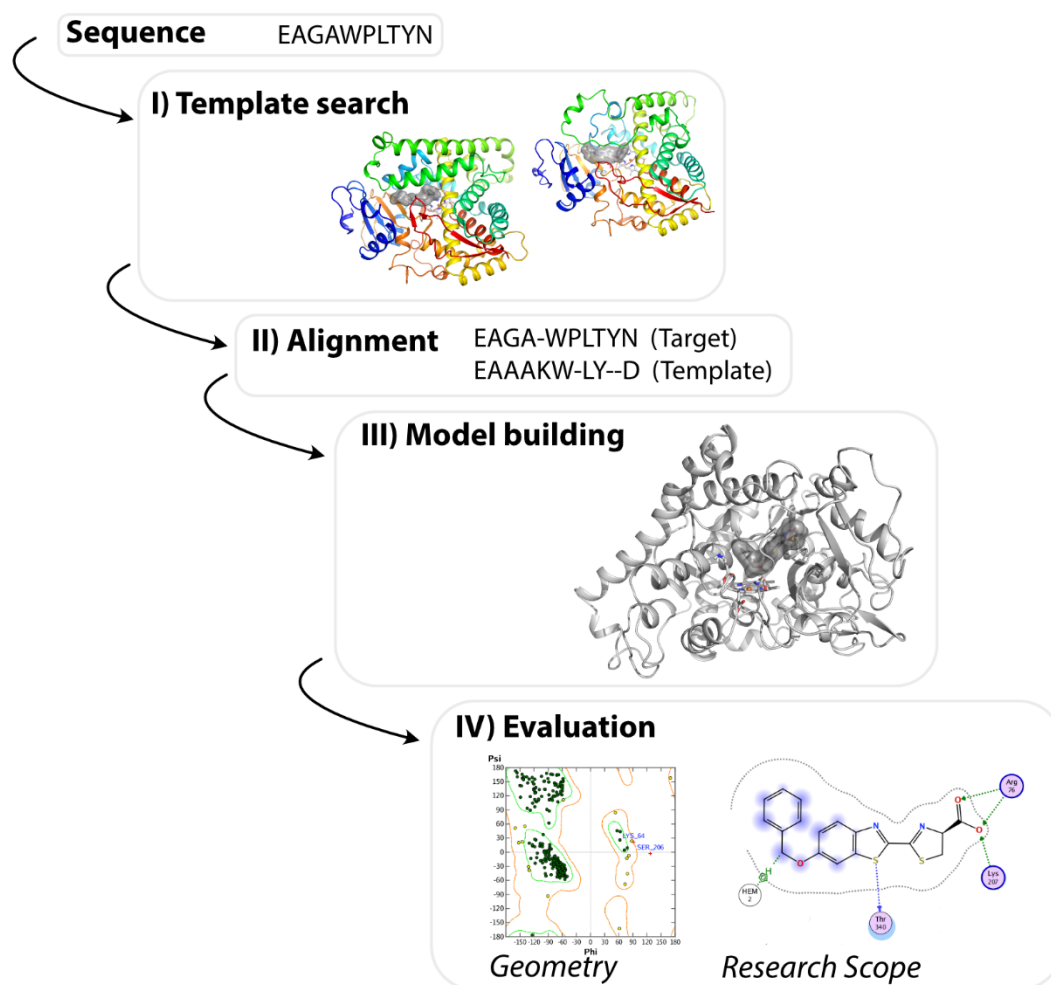 Sequence EAGAWPLTYN
I) Template search
II) Alignment EAGA-WPLTYN (Target)
EAAAKW-LY--D (Template)
III) Model building
IV) Evaluation
Psi
180
150
120
90
60
30
0
-30
-60
-90
-120
-150
-180
LYS_64
SER_206
-150 -120 -90 -60 -30 0 30 60 90 120 150 180
Phi
Geometry
N
N
O
O
O
S
S
H
HEM
2
Arg
76
Lys
207
Thr
340
Research Scope